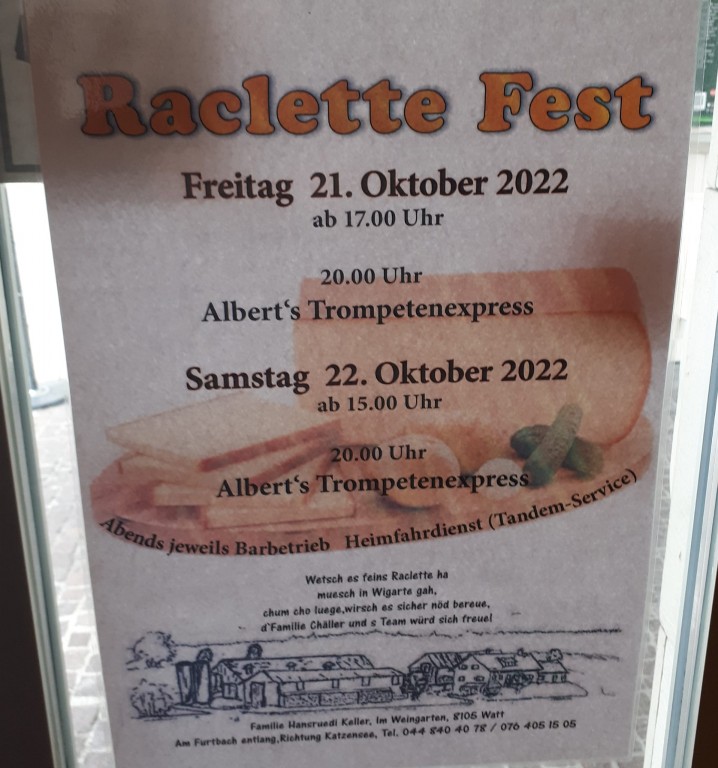 Raclette Fest
Freitag 21. Oktober 2022
ab 17.00 Uhr
20.00 Uhr
Albert‘s Trompetenexpress
Samstag 22. Oktober 2022
ab 15.00 Uhr
20.00 Uhr
Albert‘s Trompetenexpress
Abends jeweils Barbetrieb Heimfahrdienst (Tandem-Service)
Wetsch es feins Raclette ha
muesch in Wigarte gah,
chum cho luege,wirsch es sicher nöd bereue,
d`Familie Chäller und s Team würd sich freue!
Familie Hansruedi Keller, Im Weingarten, 8105 Watt
Am Furtbach entlang,Richtung Katzensee, Tel. 044 840 40 78 / 076 405 15 05